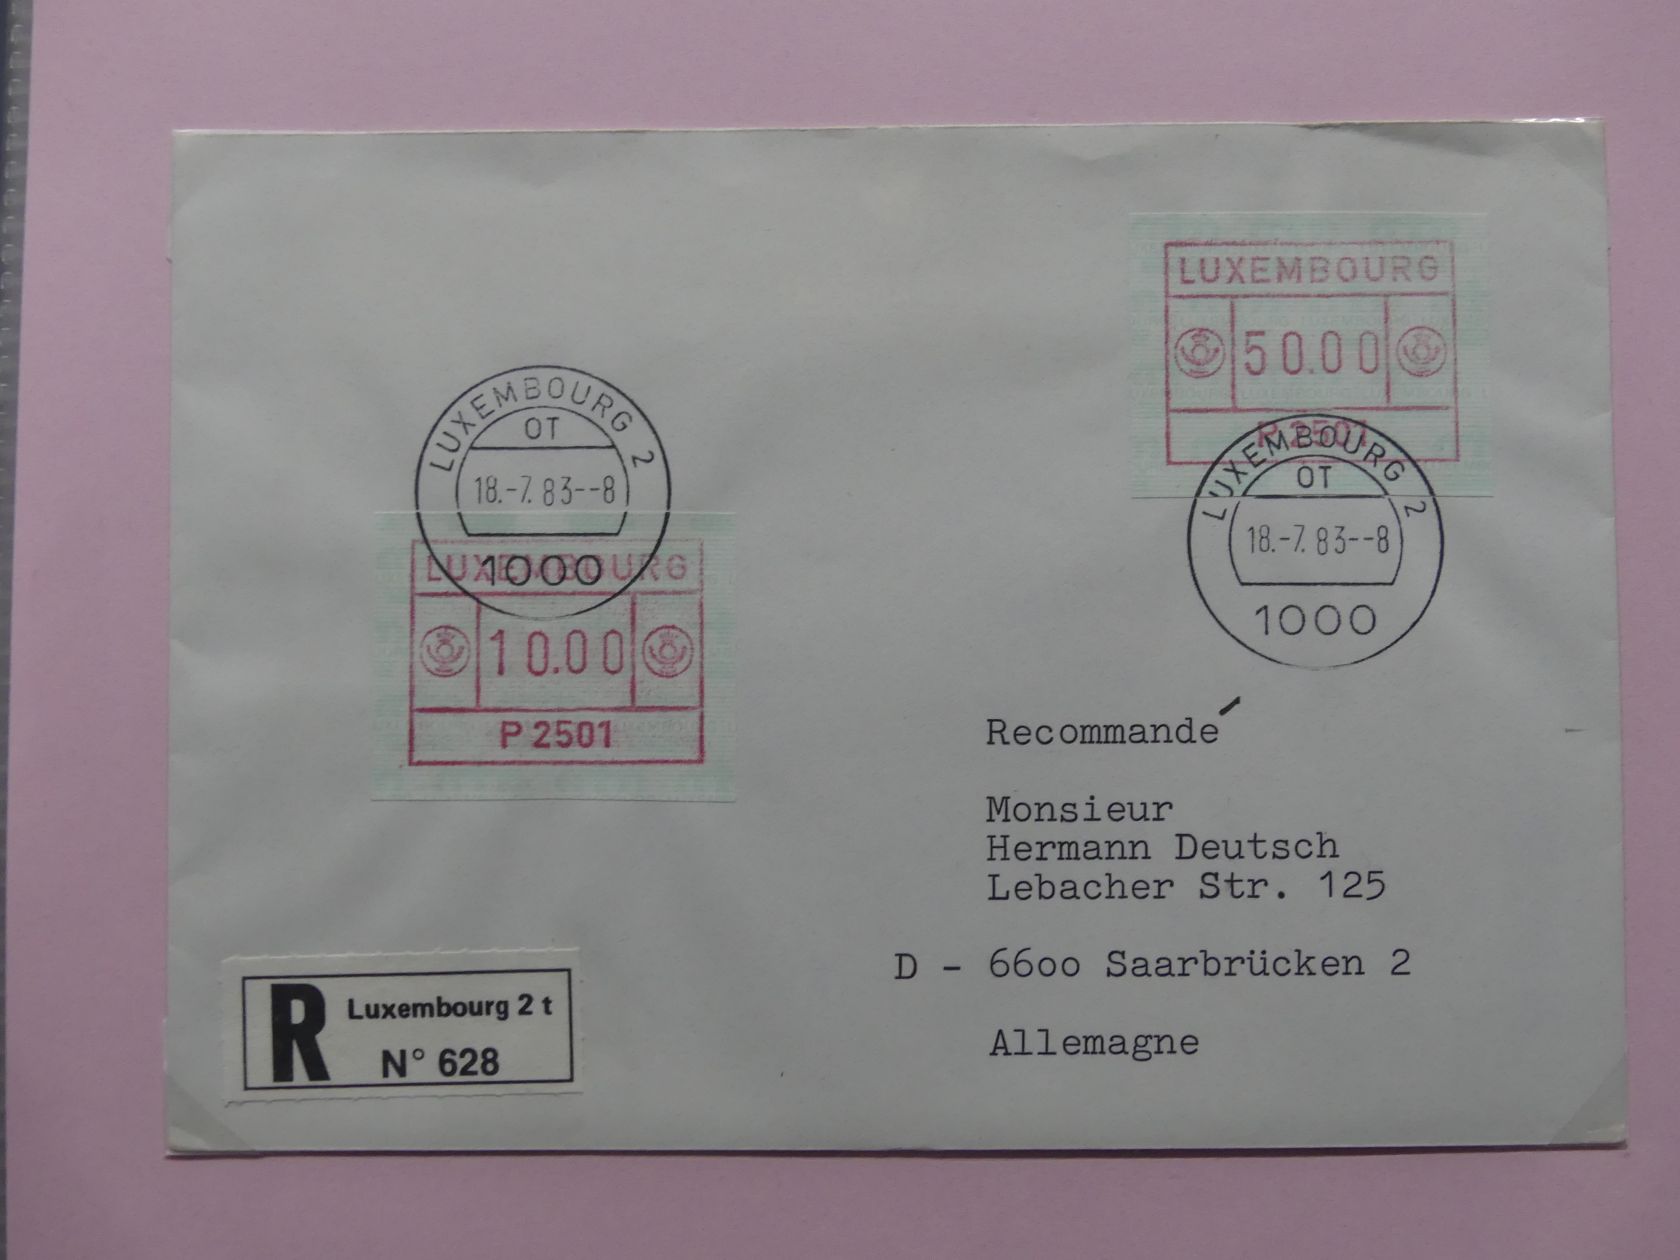 LUXEMBOURG
50.00
P 2501
LUXEMBOURG 2
OT
18.-7.83--8
1000
LUXEMBOURG 2
OT
18.-7.83--8
1000
LUXEMBOURG
10.00
P 2501
Recommandé
Monsieur
Hermann Deutsch
Lebacher Str. 125
D - 66oo Saarbrücken 2
Allemagne
R Luxembourg 2 t
N° 628